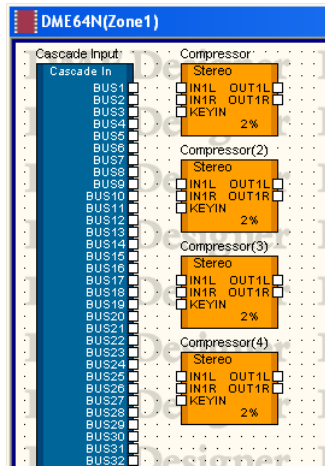 DME64N(Zone1)
Cascade Input
Cascade In
BUS1
BUS2
BUS3
BUS4
BUS5
BUS6
BUS7
BUS8
BUS9
BUS10
BUS11
BUS12
BUS13
BUS14
BUS15
BUS16
BUS17
BUS18
BUS19
BUS20
BUS21
BUS22
BUS23
BUS24
BUS25
BUS26
BUS27
BUS28
BUS29
BUS30
BUS31
BUS32
Compressor
Stereo
IN1L OUT1L
IN1R OUT1R
KEYIN
2%
Compressor(2)
Stereo
IN1L OUT1L
IN1R OUT1R
KEYIN
2%
Compressor(3)
Stereo
IN1L OUT1L
IN1R OUT1R
KEYIN
2%
Compressor(4)
Stereo
IN1L OUT1L
IN1R OUT1R
KEYIN
2%